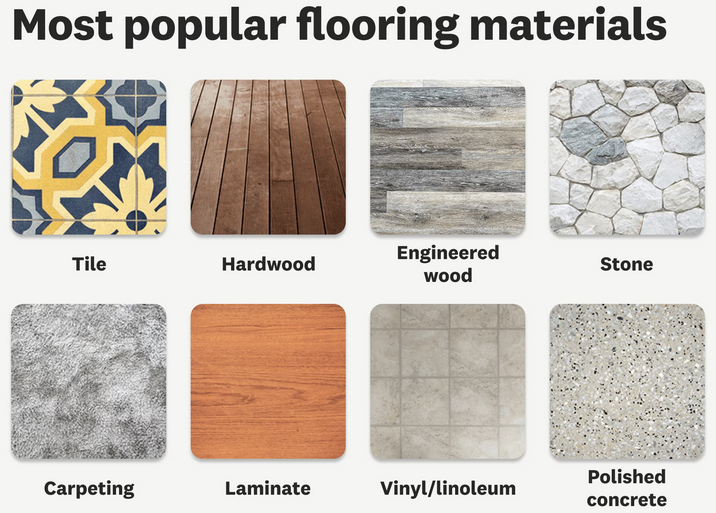 Most popular flooring materials
Tile
Hardwood
Engineered
wood
Stone
Carpeting
Laminate
Vinyl/linoleum
Polished
concrete